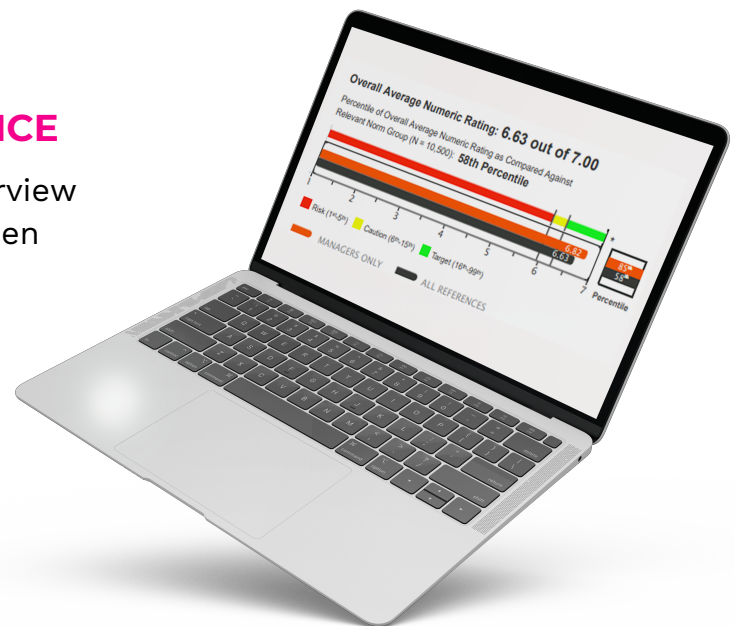 ICE
rview
en
Overall Average Numeric Rating: 6.63 out of 7.00
Percentile of Overall Average Numeric Rating as Compared Against
Relevant Norm Group (N = 10,500): 58th Percentile
6.82
6.63
1 2 3 4 5 6 7
*
85th
58th
Percentile
Risk (1st-5th) Caution (6th-15th) Target (16th-99th)
MANAGERS ONLY ALL REFERENCES